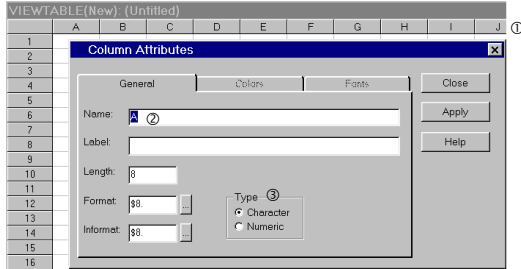 VIEWTABLE(New): (Untitled)
A B C D E F G H I J ①
1
2 Column Attributes
3
4 General Colors Fonts Close
5
6 Name: A ② Apply
7
8 Label: Help
9
10 Length: 8
11
12 Format: $8. ... Type ③
13 Character
14 Informat: $8. ... Numeric
15
16